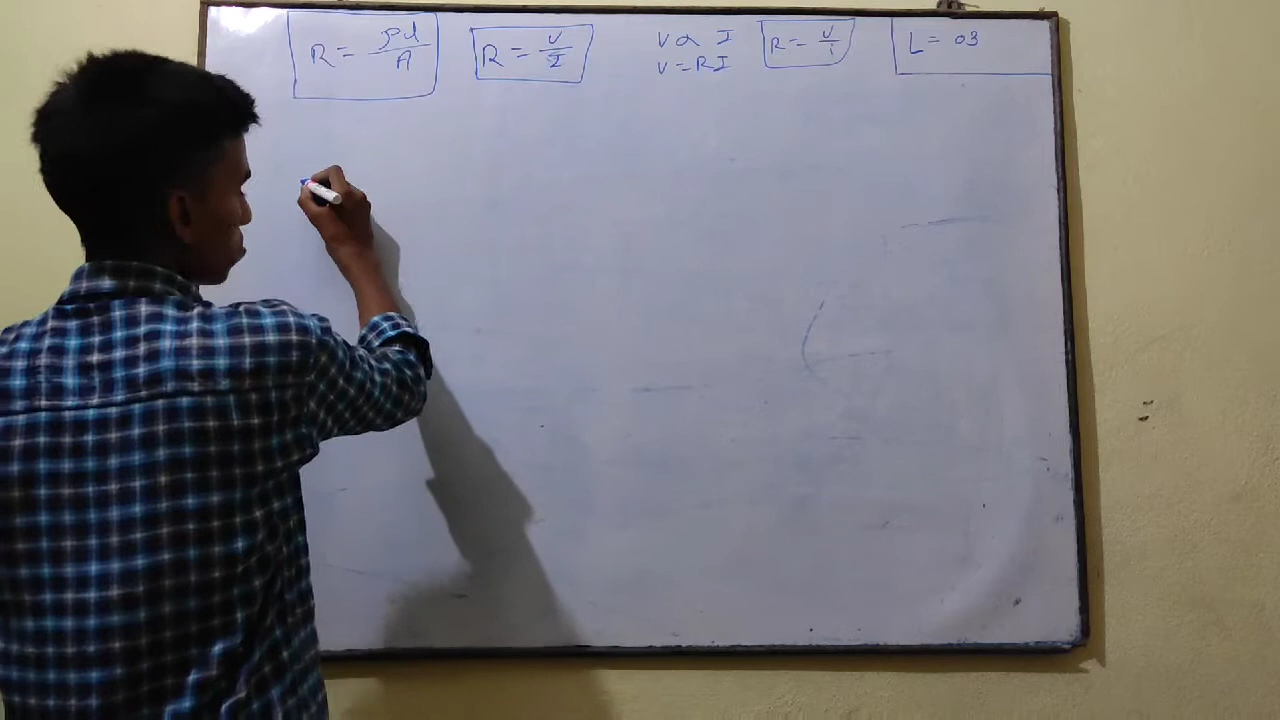 R = ρl/A
R = V/I
V ∝ I
V = RI
R = V/i
L = 03